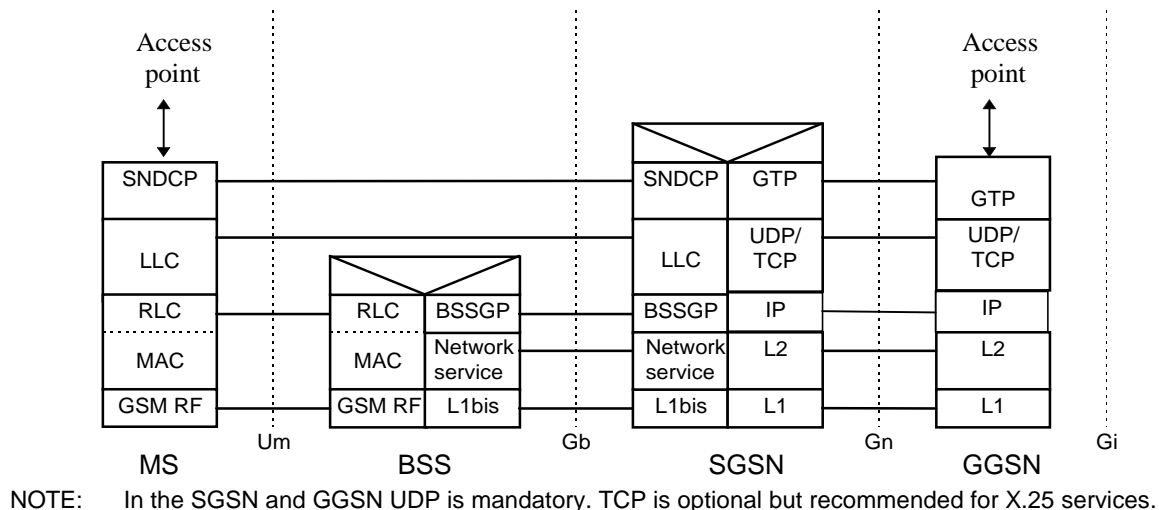 Access
point
Access
point
SNDCP
SNDCP
GTP
GTP
LLC
LLC
UDP/
TCP
UDP/
TCP
RLC
RLC
BSSGP
BSSGP
IP
IP
MAC
MAC
Network
service
Network
service
L2
L2
GSM RF
GSM RF
L1bis
L1bis
L1
L1
Um
Gb
Gn
Gi
MS
BSS
SGSN
GGSN
NOTE: In the SGSN and GGSN UDP is mandatory. TCP is optional but recommended for X.25 services.